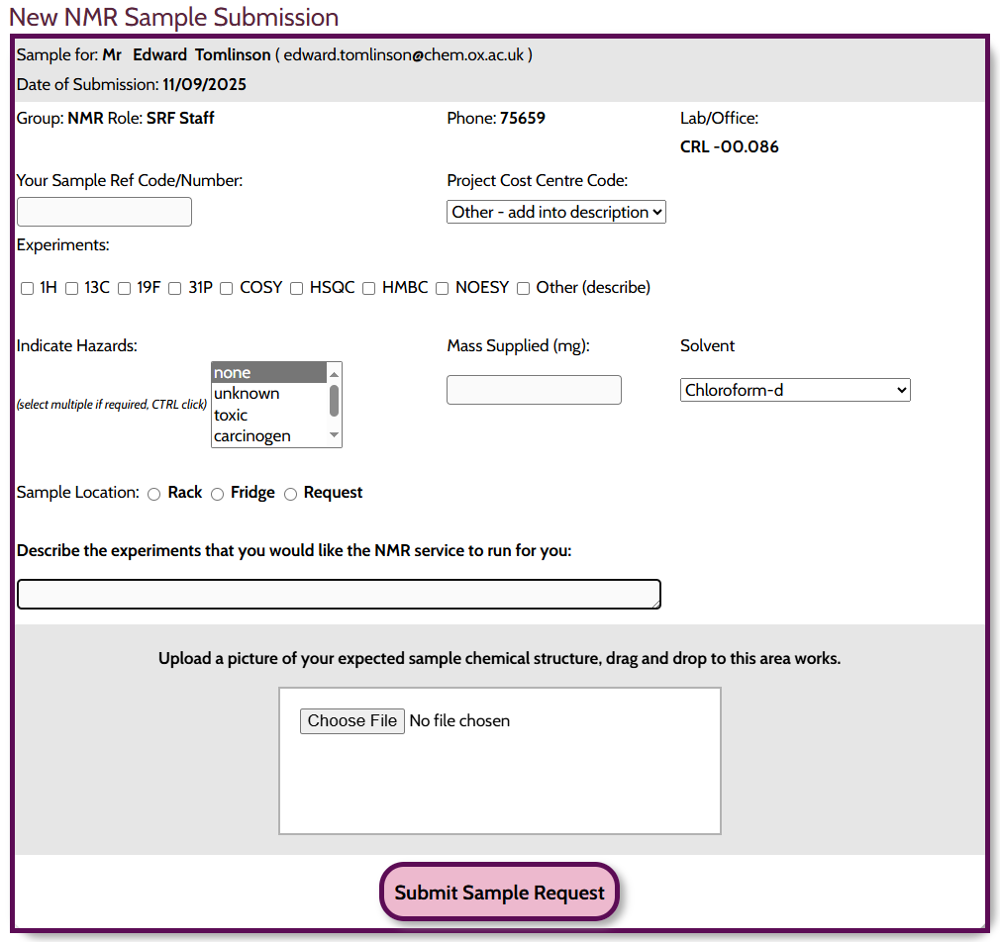 New NMR Sample Submission
Sample for: Mr Edward Tomlinson ( edward.tomlinson@chem.ox.ac.uk )
Date of Submission: 11/09/2025
Group: NMR Role: SRF Staff Phone: 75659 Lab/Office:
CRL -00.086
Your Sample Ref Code/Number: Project Cost Centre Code:
Other - add into description
Experiments:
1H 13C 19F 31P COSY HSQC HMBC NOESY Other (describe)
Indicate Hazards: Mass Supplied (mg): Solvent
none
unknown
toxic
carcinogen
(select multiple if required, CTRL click)
Chloroform-d
Sample Location: Rack Fridge Request
Describe the experiments that you would like the NMR service to run for you:
Upload a picture of your expected sample chemical structure, drag and drop to this area works.
Choose File No file chosen
Submit Sample Request